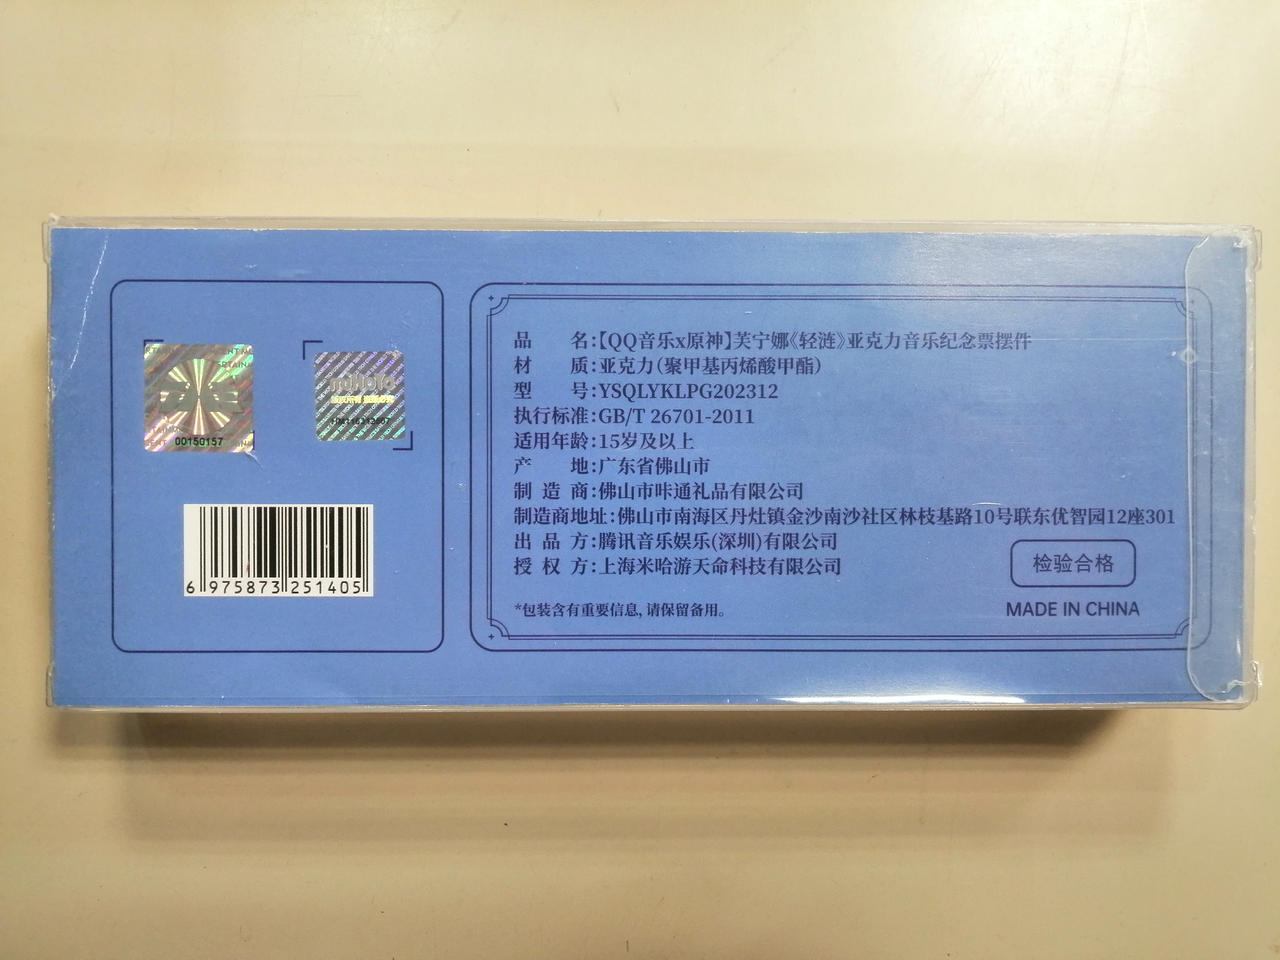 00150157
miHoYo
版权所有 盗版必究
6 975873 251405
品名:【QQ音乐x原神】芙宁娜《轻涟》亚克力音乐纪念票摆件
材质:亚克力(聚甲基丙烯酸甲酯)
型号:YSQLYKLPG202312
执行标准:GB/T 26701-2011
适用年龄:15岁及以上
产地:广东省佛山市
制造商:佛山市咔通礼品有限公司
制造商地址:佛山市南海区丹灶镇金沙南沙社区林枝基路10号联东优智园12座301
出品方:腾讯音乐娱乐(深圳)有限公司
授权方:上海米哈游天命科技有限公司
*包装含有重要信息, 请保留备用。
检验合格
MADE IN CHINA